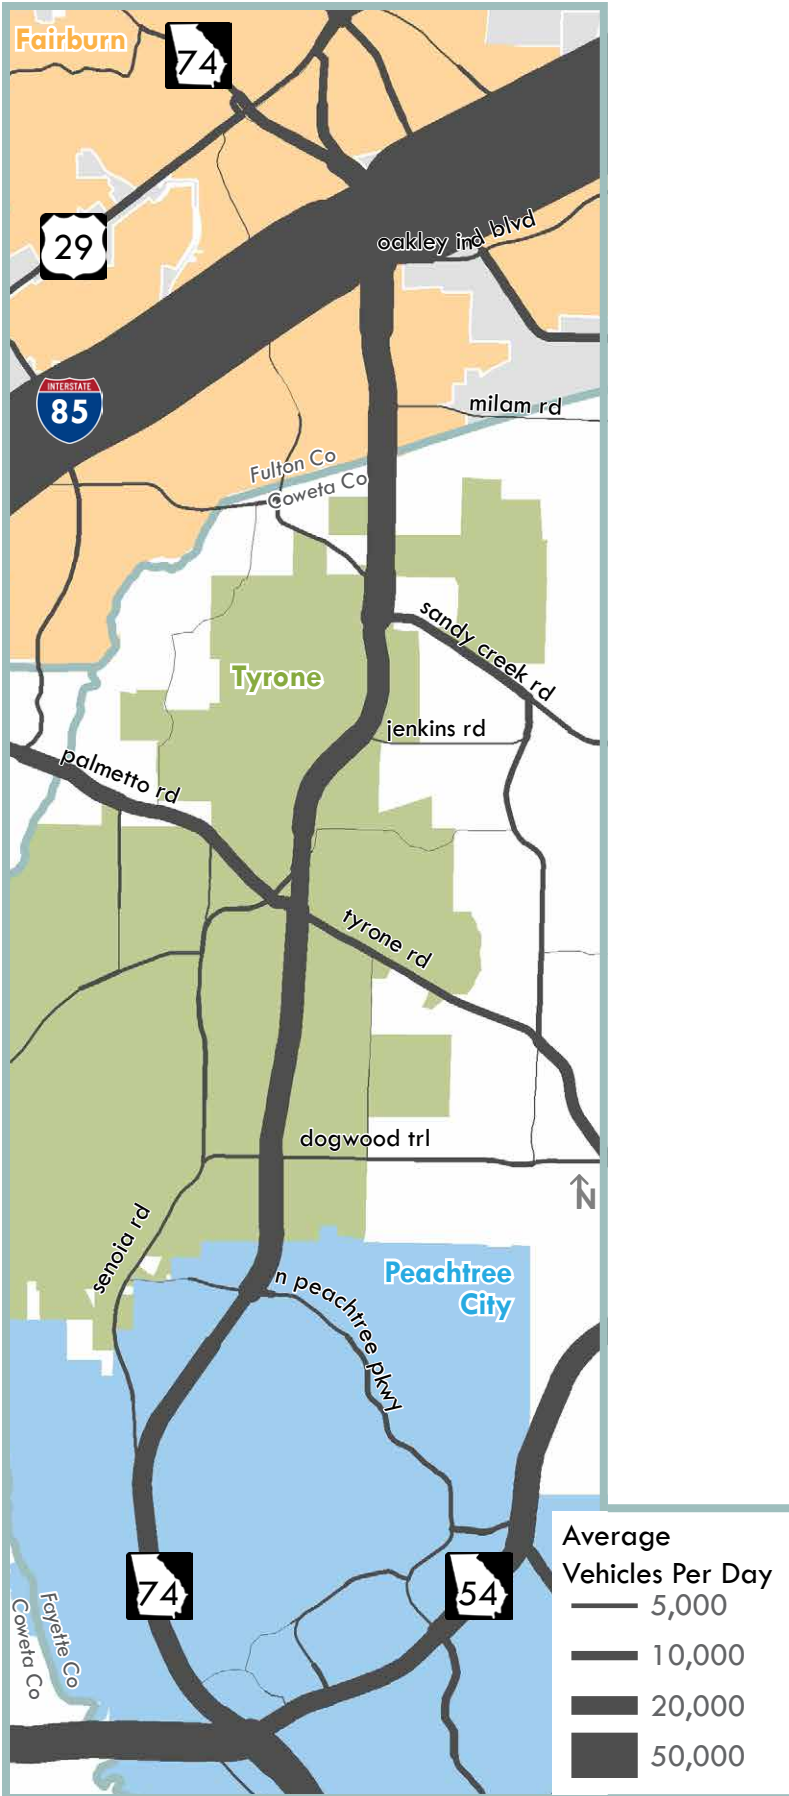 Fairburn
74
29
oakley ind blvd
INTERSTATE
85
milam rd
Fulton Co
Coweta Co
sandy creek rd
Tyrone
jenkins rd
palmetto rd
tyrone rd
dogwood trl
N
senoia rd
n peachtree pkwy
Peachtree
City
Average
Vehicles Per Day
74
54
5,000
Fayette Co
Coweta Co
10,000
20,000
50,000